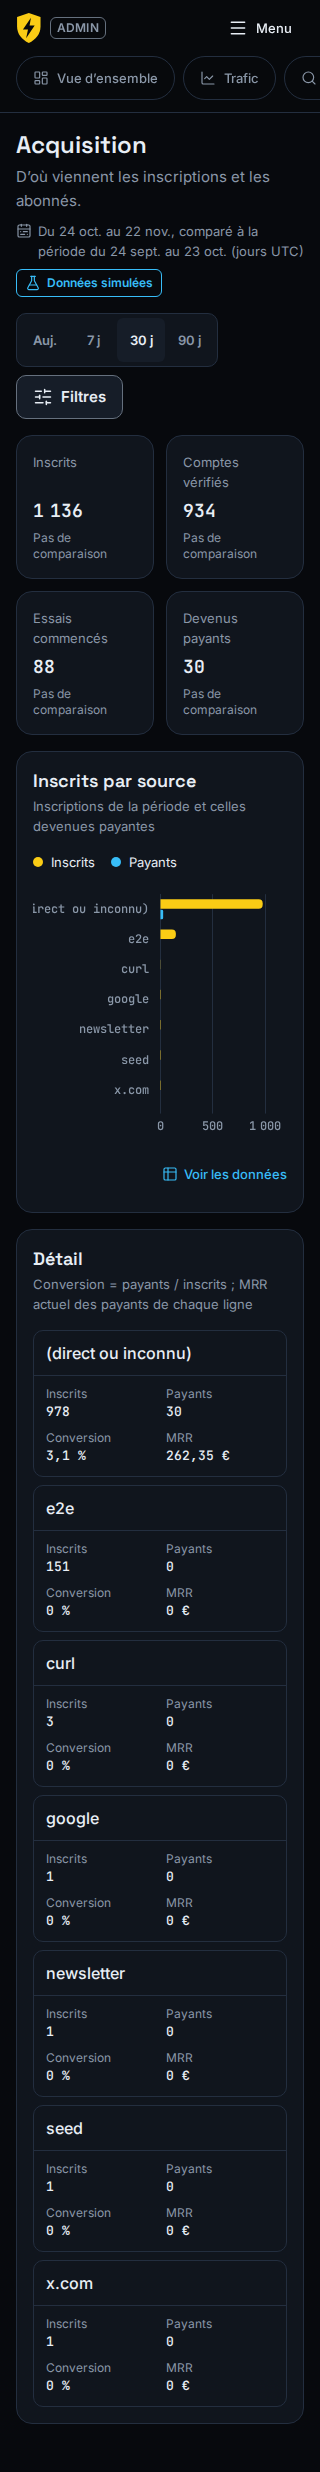 ADMIN
Menu
Vue d'ensemble
Trafic
Acquisition
D'où viennent les inscriptions et les
abonnés.
Du 24 oct. au 22 nov., comparé à la
période du 24 sept. au 23 oct. (jours UTC)
Données simulées
Auj. 7 j 30 j 90 j
Filtres
Inscrits
1 136
Pas de
comparaison
Comptes
vérifiés
934
Pas de
comparaison
Essais
commencés
88
Pas de
comparaison
Devenus
payants
30
Pas de
comparaison
Inscrits par source
Inscriptions de la période et celles
devenues payantes
Inscrits Payants
irect ou inconnu)
e2e
curl
google
newsletter
seed
x.com
0 500 1 000
Voir les données
Détail
Conversion = payants / inscrits ; MRR
actuel des payants de chaque ligne
(direct ou inconnu)
Inscrits Payants
978 30
Conversion MRR
3,1 % 262,35 €
e2e
Inscrits Payants
151 0
Conversion MRR
0 % 0 €
curl
Inscrits Payants
3 0
Conversion MRR
0 % 0 €
google
Inscrits Payants
1 0
Conversion MRR
0 % 0 €
newsletter
Inscrits Payants
1 0
Conversion MRR
0 % 0 €
seed
Inscrits Payants
1 0
Conversion MRR
0 % 0 €
x.com
Inscrits Payants
1 0
Conversion MRR
0 % 0 €